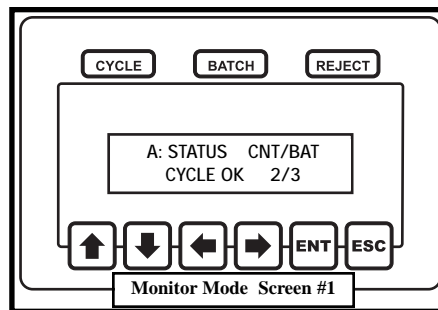 CYCLE BATCH REJECT
A: STATUS CNT/BAT
CYCLE OK 2/3
ENT ESC
Monitor Mode Screen #1